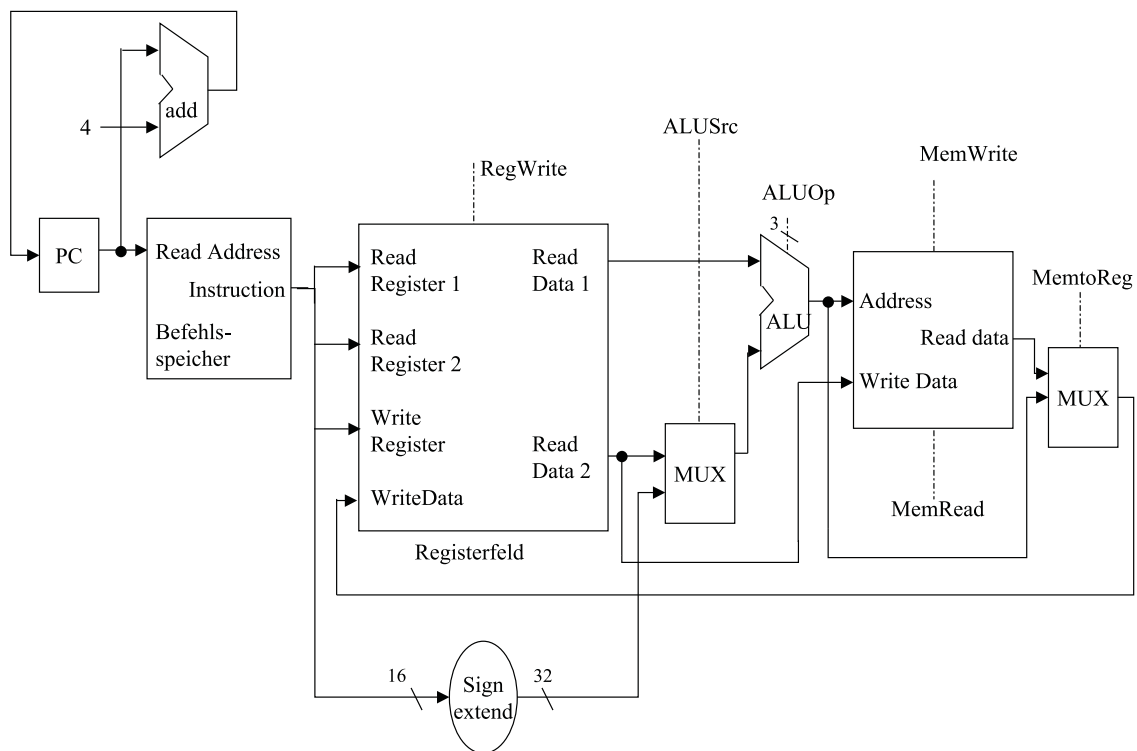 add
4
ALUSrc
RegWrite
MemWrite
ALUOp
3
PC
Read Address
Instruction
Befehls-
speicher
Read
Register 1
Read
Register 2
Write
Register
WriteData
Read
Data 1
Read
Data 2
Registerfeld
MUX
ALU
Address
Read data
Write Data
MemRead
MemtoReg
MUX
16
Sign
extend
32